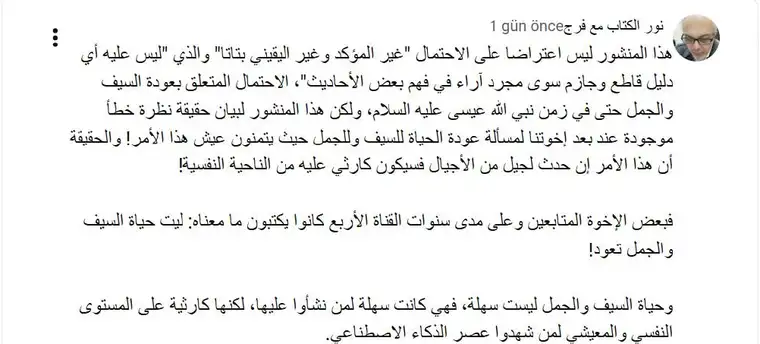 نور الكتاب مع فرج 1 gün önce
هذا المنشور ليس اعتراضا على الاحتمال "غير المؤكد وغير اليقيني بتاتا" والذي "ليس عليه أي
دليل قاطع وجازم سوى مجرد آراء في فهم بعض الأحاديث"، الاحتمال المتعلق بعودة السيف
والجمل حتى في زمن نبي الله عيسى عليه السلام، ولكن هذا المنشور لبيان حقيقة نظرة خطأ
موجودة عند بعد إخوتنا لمسألة عودة الحياة للسيف وللجمل حيث يتمنون عيش هذا الأمر! والحقيقة
أن هذا الأمر إن حدث لجيل من الأجيال فسيكون كارثي عليه من الناحية النفسية!
فبعض الإخوة المتابعين وعلى مدى سنوات القناة الأربع كانوا يكتبون ما معناه: ليت حياة السيف
والجمل تعود!
وحياة السيف والجمل ليست سهلة، فهي كانت سهلة لمن نشأوا عليها، لكنها كارثية على المستوى
النفسي والمعيشي لمن شهدوا عصر الذكاء الاصطناعي.